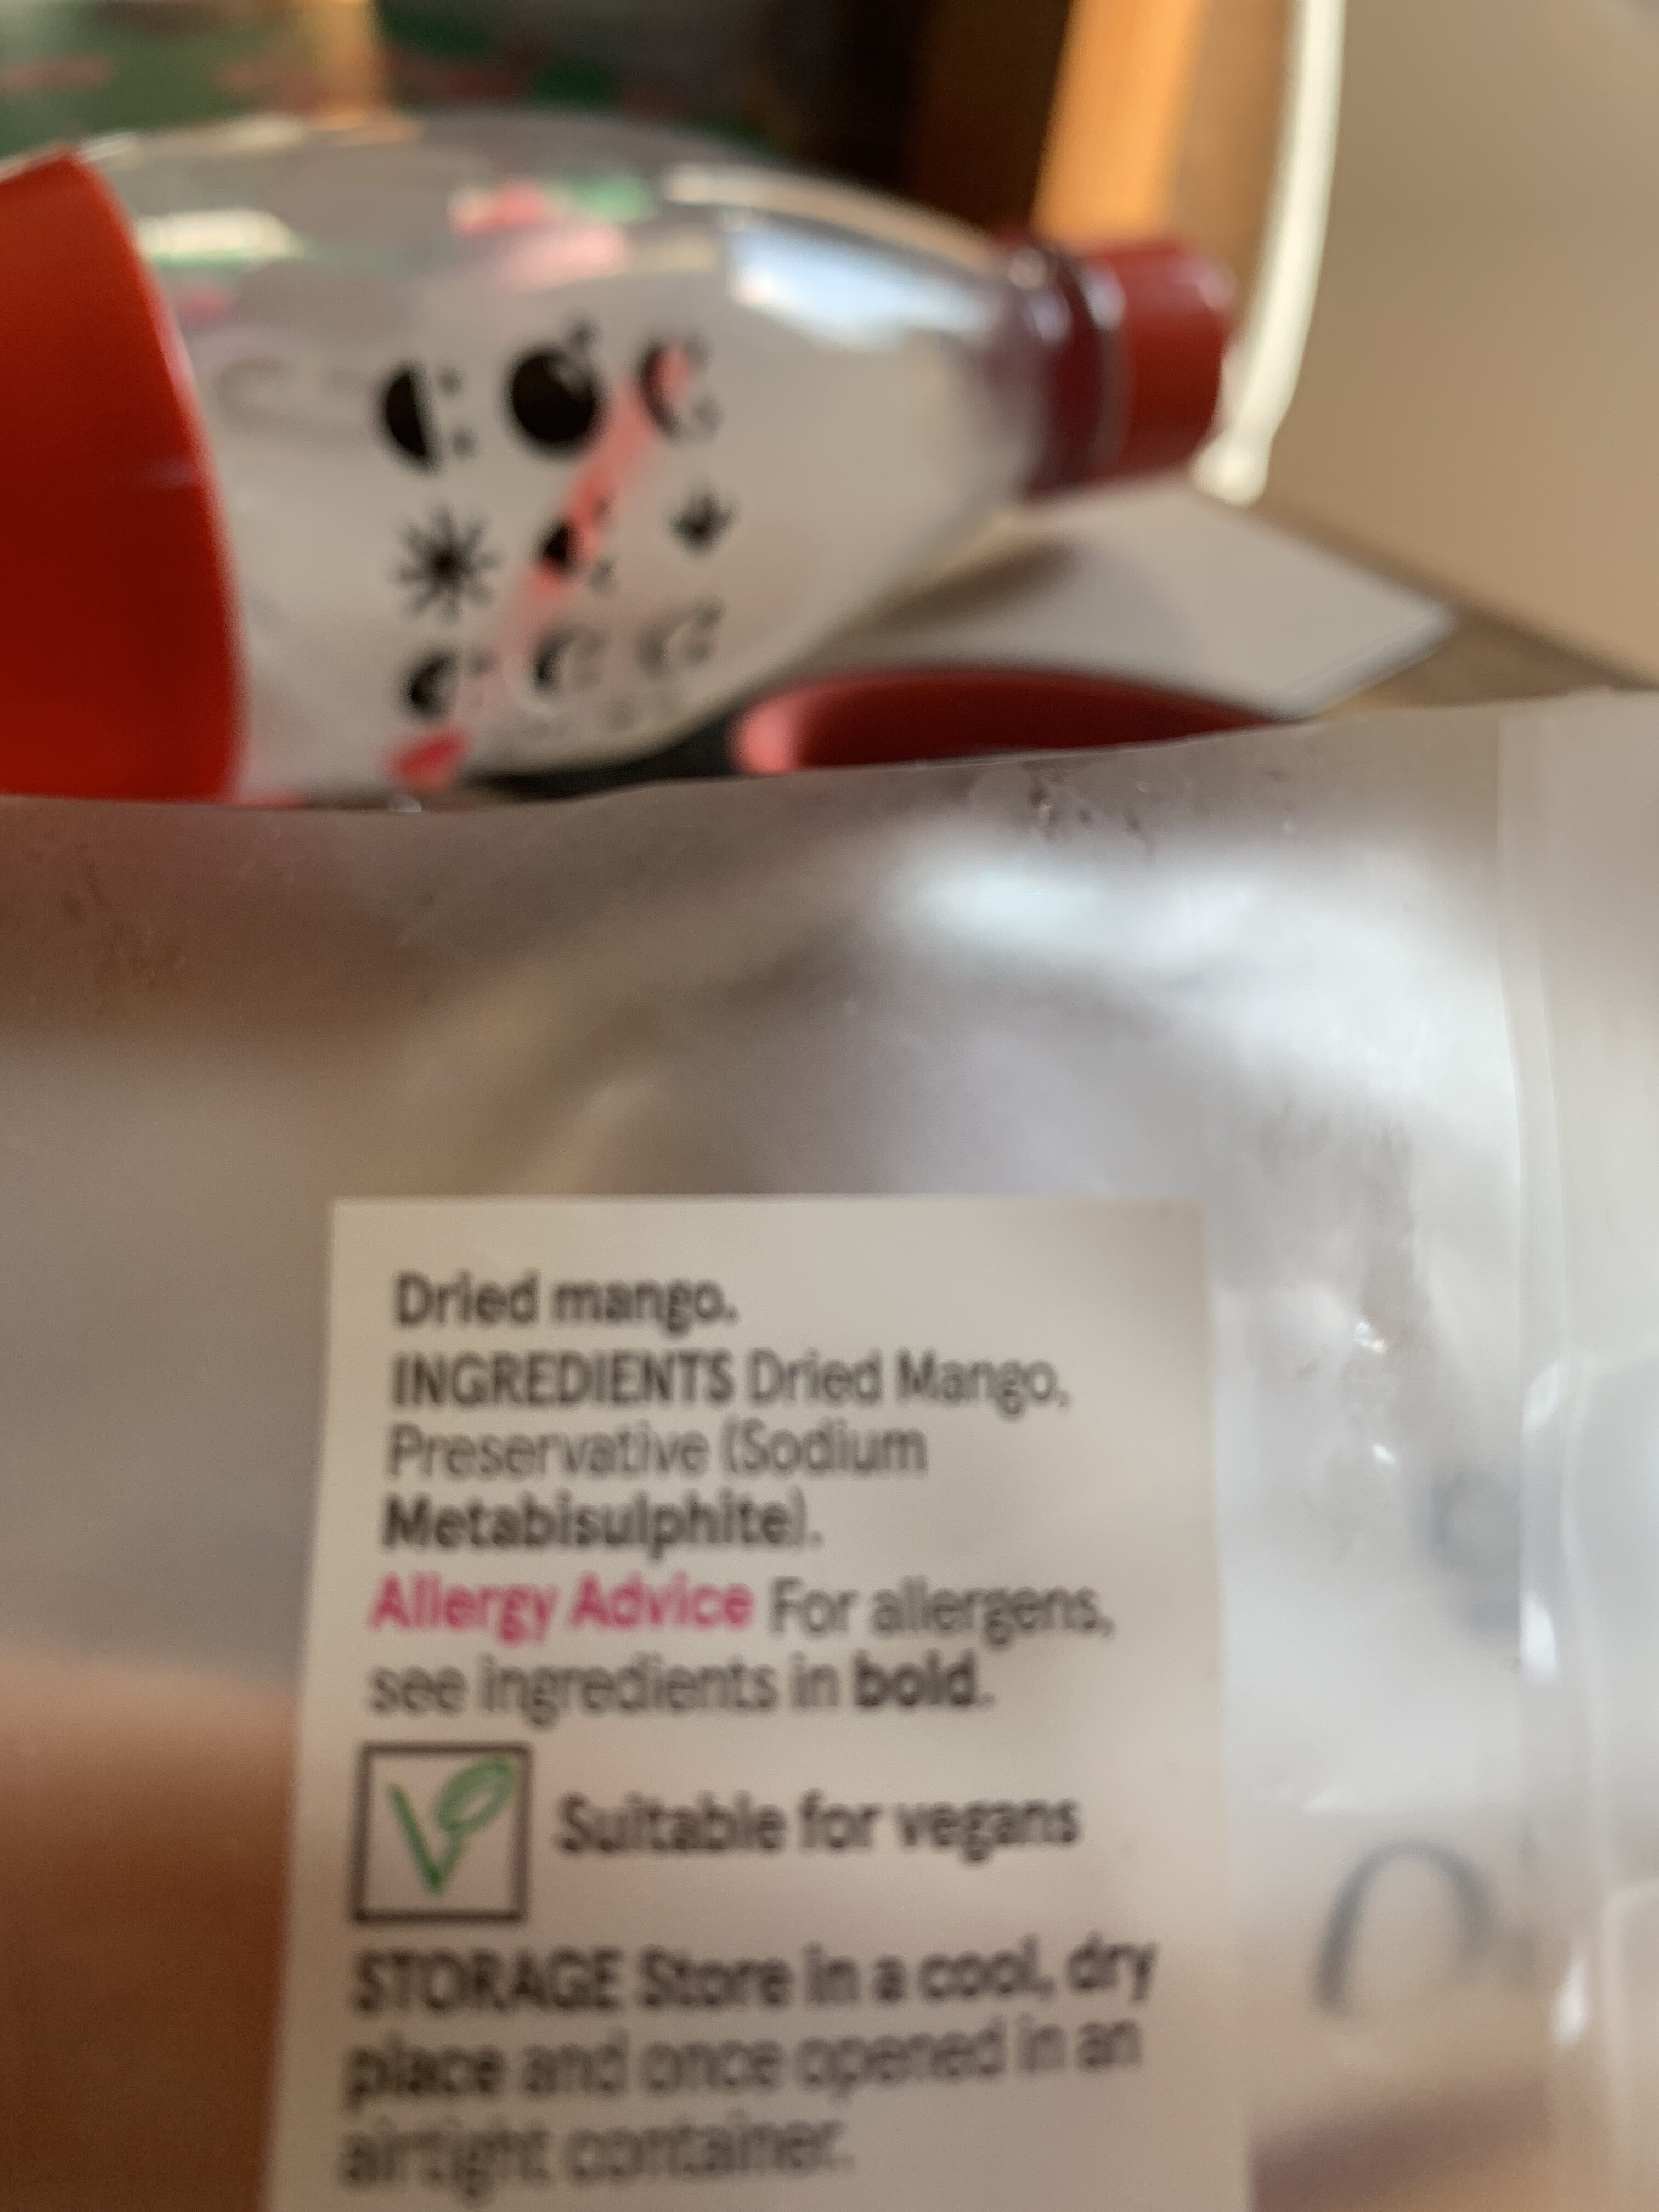 Dried mango.
INGREDIENTS Dried Mango,
Preservative (Sodium
Metabisulphite).
Allergy Advice For allergens,
see ingredients in bold.
Suitable for vegans
STORAGE Store in a cool, dry
place and once opened in an
airtight container.